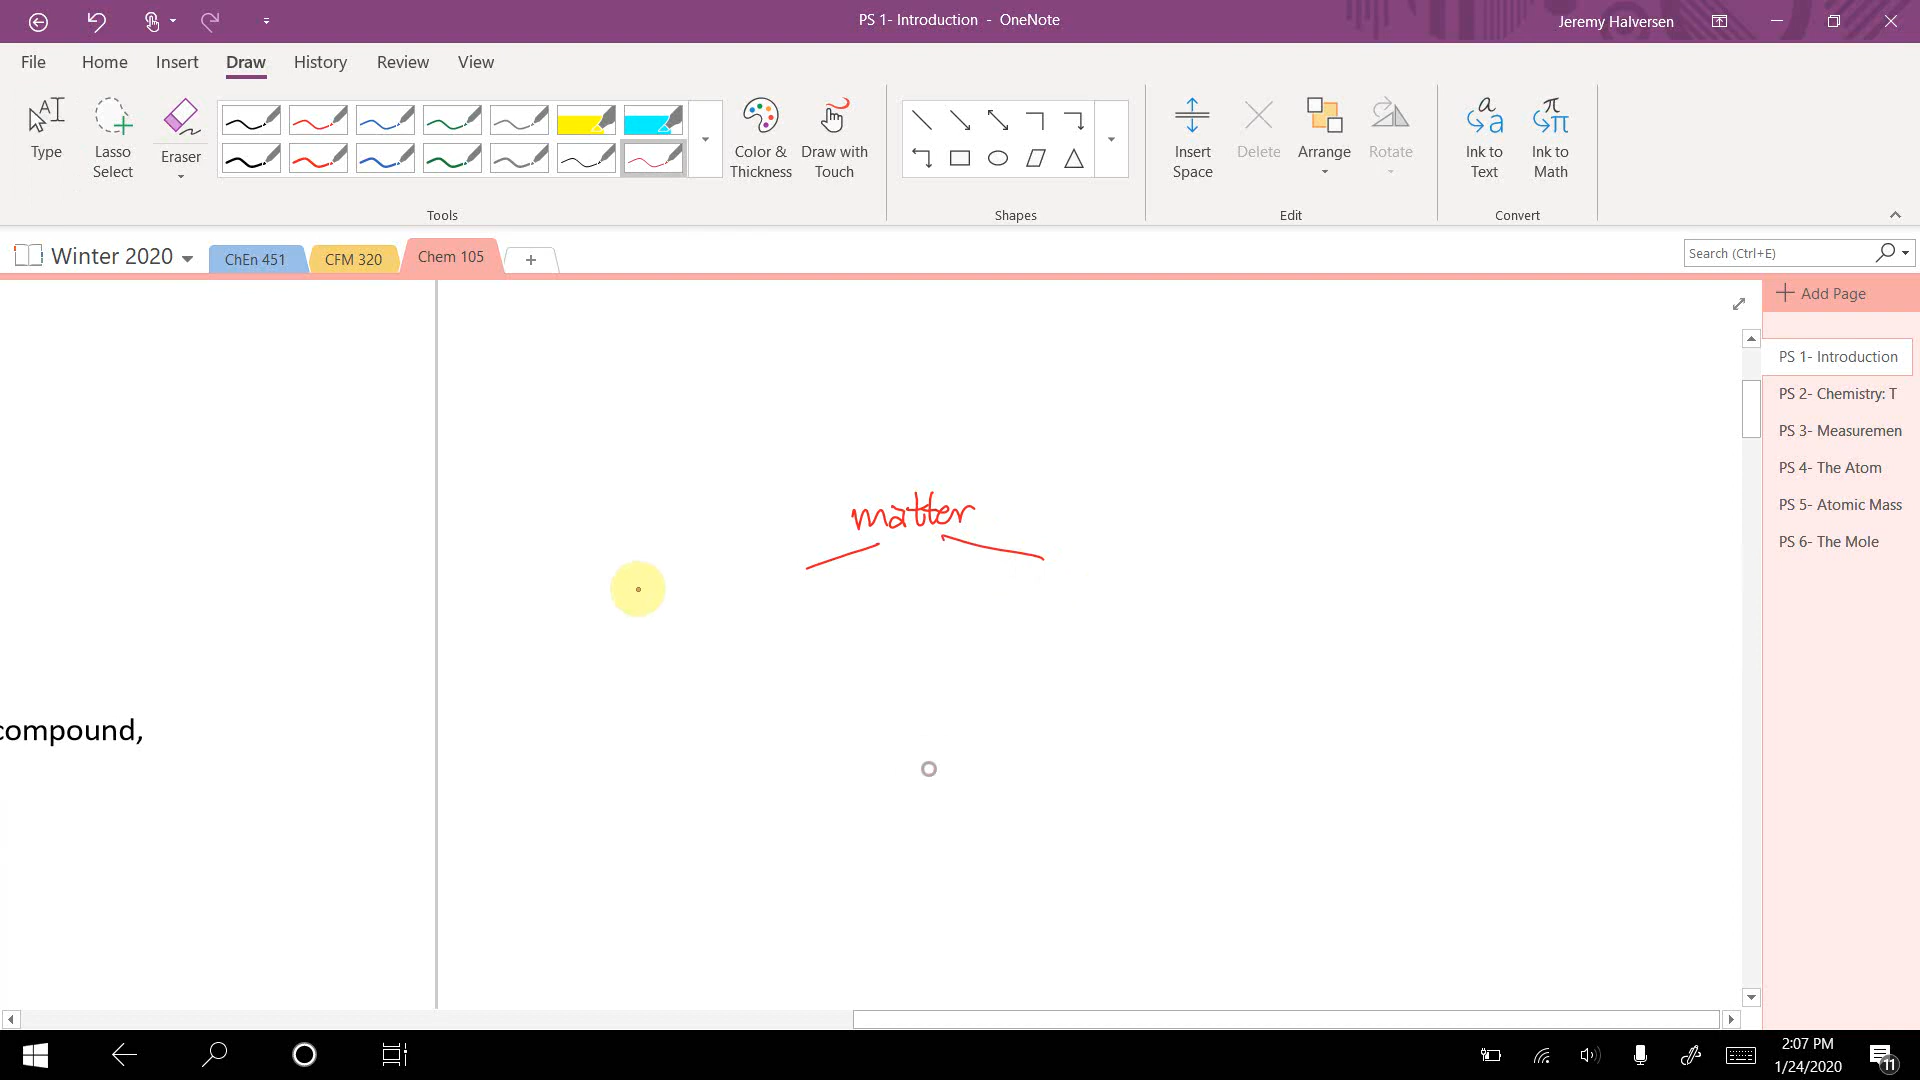 PS 1- Introduction - OneNote
Jeremy Halversen
File Home Insert Draw History Review View
Type
Lasso Select
Eraser
Color & Thickness
Draw with Touch
Insert Space
Delete
Arrange
Rotate
Ink to Text
Ink to Math
Tools Shapes Edit Convert
Winter 2020 ChEn 451 CFM 320 Chem 105 +
Search (Ctrl+E)
Add Page
PS 1- Introduction
PS 2- Chemistry: T
PS 3- Measuremen
PS 4- The Atom
PS 5- Atomic Mass
PS 6- The Mole
matter
compound,
2:07 PM
1/24/2020
11